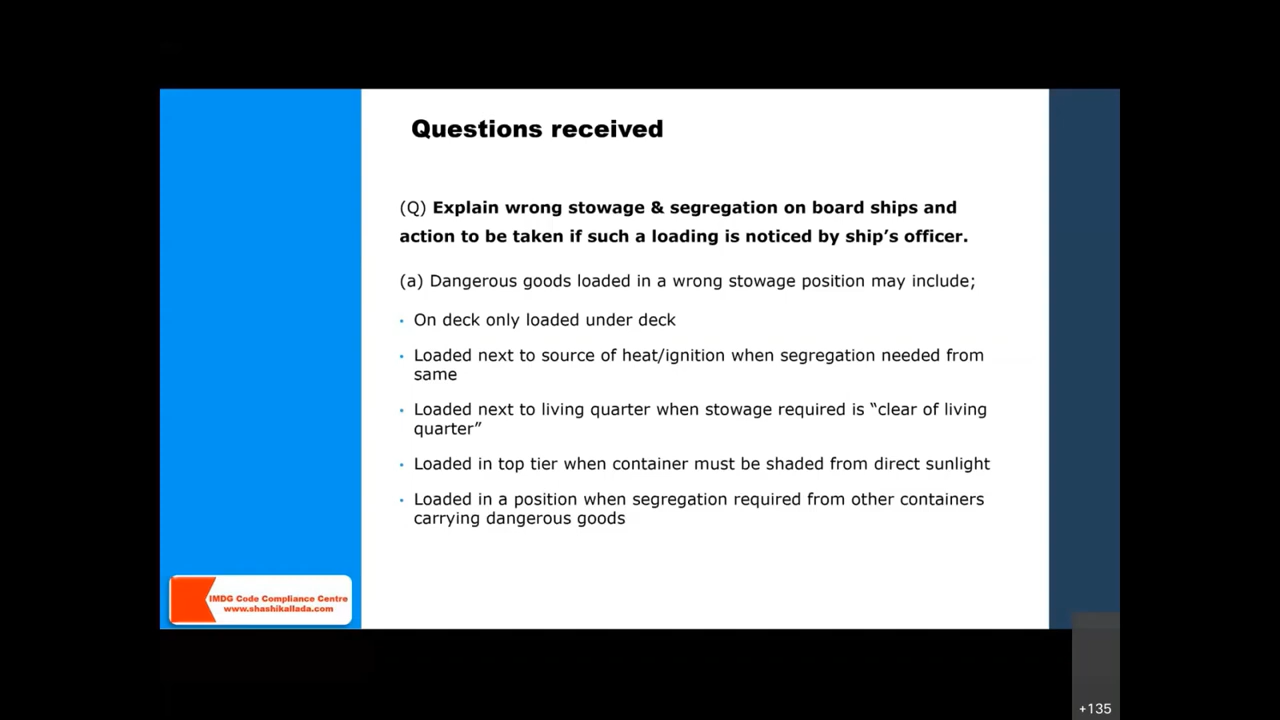 Questions received
(Q) Explain wrong stowage & segregation on board ships and
action to be taken if such a loading is noticed by ship’s officer.
(a) Dangerous goods loaded in a wrong stowage position may include;
• On deck only loaded under deck
• Loaded next to source of heat/ignition when segregation needed from
same
• Loaded next to living quarter when stowage required is “clear of living
quarter”
• Loaded in top tier when container must be shaded from direct sunlight
• Loaded in a position when segregation required from other containers
carrying dangerous goods
IMDG Code Compliance Centre
www.shashikallada.com
+135